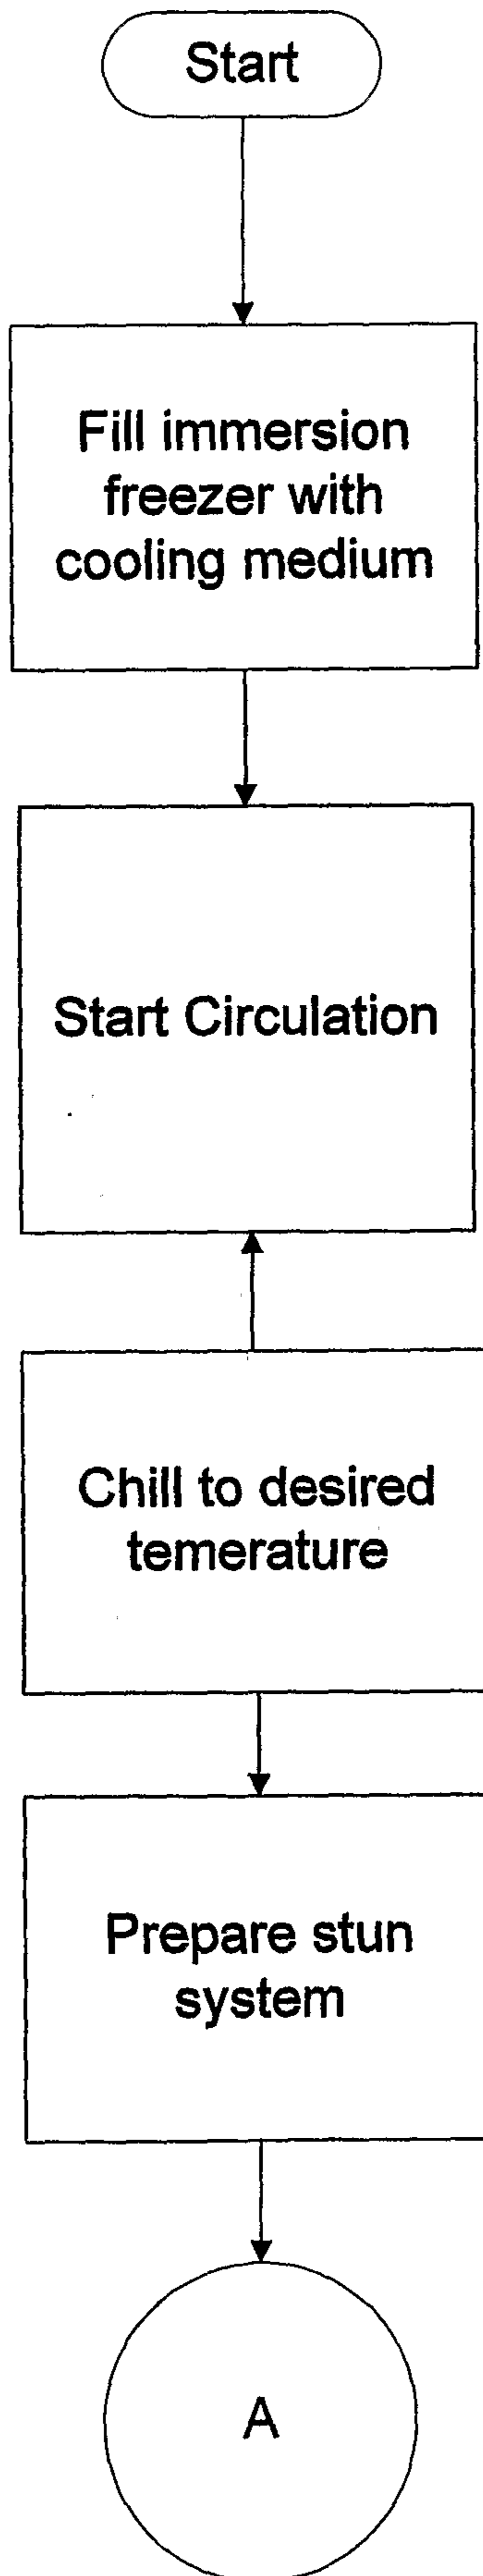 Start
Fill immersion
freezer with
cooling medium
Start Circulation
Chill to desired
temerature
Prepare stun
system
A